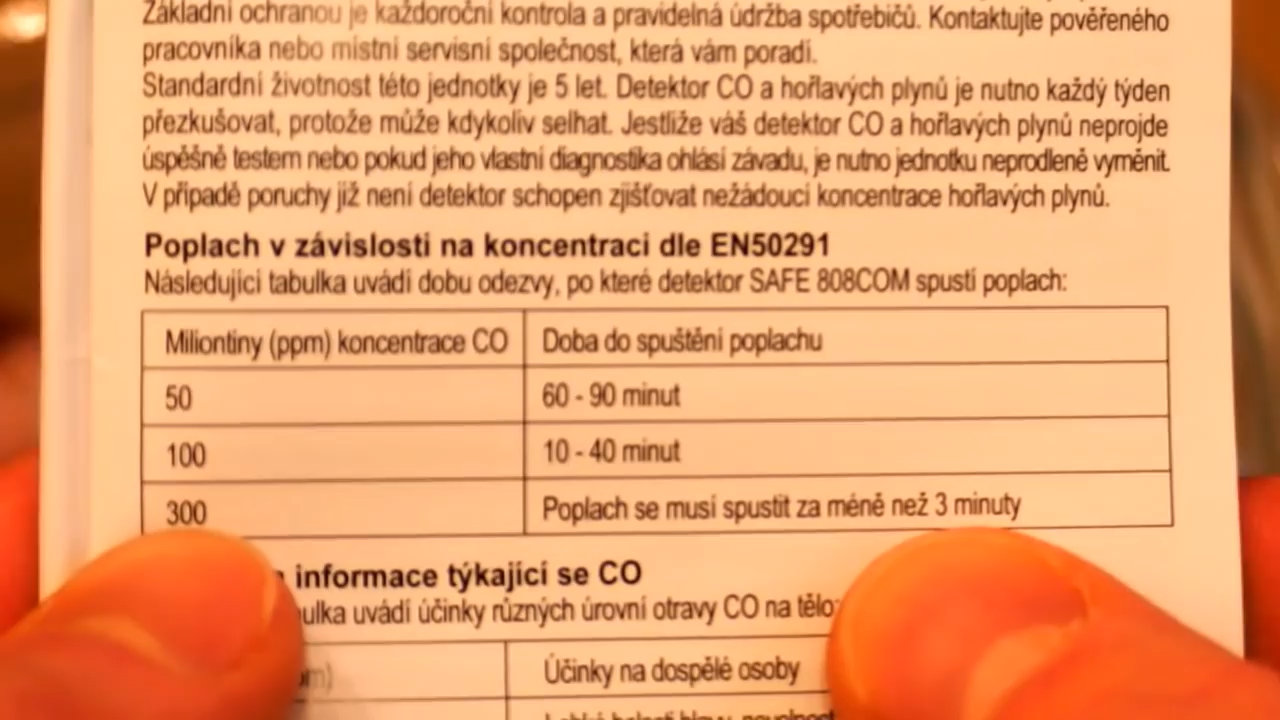 Základní ochranou je každoroční kontrola a pravidelná údržba spotřebičů. Kontaktujte pověřeného
pracovníka nebo místní servisní společnost, která vám poradí.
Standardní životnost této jednotky je 5 let. Detektor CO a hořlavých plynů je nutno každý týden
přezkušovat, protože může kdykoliv selhat. Jestliže váš detektor CO a hořlavých plynů neprojde
úspěšně testem nebo pokud jeho vlastní diagnostika ohlásí závadu, je nutno jednotku neprodleně vyměnit.
V případě poruchy již není detektor schopen zjišťovat nežádoucí koncentrace hořlavých plynů.
Poplach v závislosti na koncentraci dle EN50291
Následující tabulka uvádí dobu odezvy, po které detektor SAFE 808COM spustí poplach:
Miliontiny (ppm) koncentrace CO Doba do spuštění poplachu
50 60 - 90 minut
100 10 - 40 minut
300 Poplach se musí spustit za méně než 3 minuty
informace týkající se CO
uvádí účinky různých úrovní otravy CO na tělo
Účinky na dospělé osoby